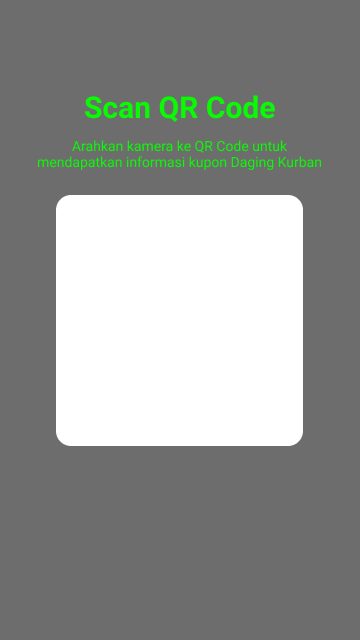 Scan QR Code
Arahkan kamera ke QR Code untuk
mendapatkan informasi kupon Daging Kurban